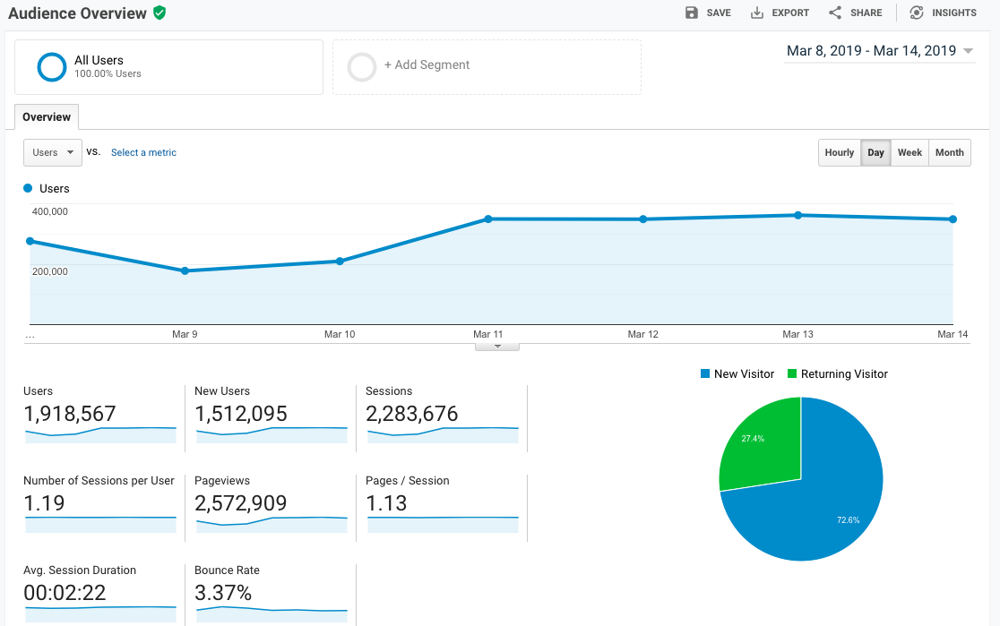 Audience Overview
SAVE EXPORT SHARE INSIGHTS
All Users
100.00% Users
+ Add Segment
Mar 8, 2019 - Mar 14, 2019
Overview
Users vs. Select a metric
Hourly Day Week Month
Users
400,000
200,000
... Mar 9 Mar 10 Mar 11 Mar 12 Mar 13 Mar 14
New Visitor Returning Visitor
Users New Users Sessions
1,918,567 1,512,095 2,283,676
27.4%
72.6%
Number of Sessions per User Pageviews Pages / Session
1.19 2,572,909 1.13
Avg. Session Duration Bounce Rate
00:02:22 3.37%